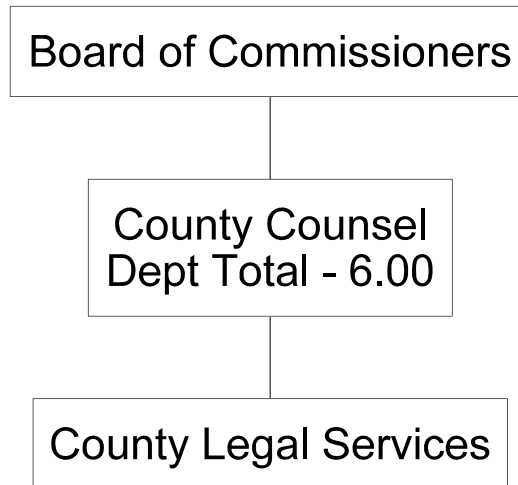 Board of Commissioners
County Counsel
Dept Total - 6.00
County Legal Services